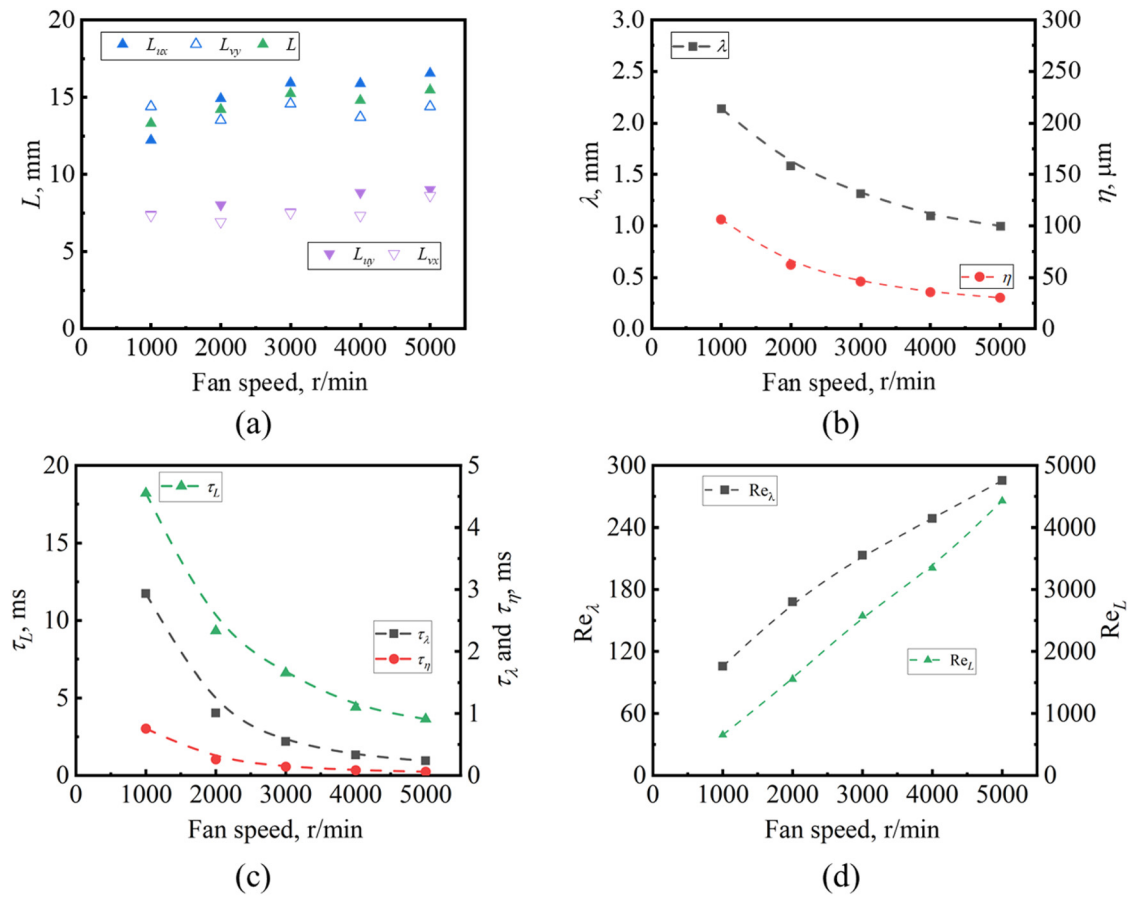 20
15
10
5
0
L, mm
L_ux L_vy L
L_uy L_vx
0 1000 2000 3000 4000 5000
Fan speed, r/min
(a)
3.0
2.5
2.0
1.5
1.0
0.5
0.0
λ, mm
λ
η
300
250
200
150
100
50
0
η, μm
0 1000 2000 3000 4000 5000
Fan speed, r/min
(b)
20
15
10
5
0
τ_L, ms
τ_L
τ_λ
τ_η
5
4
3
2
1
0
τ_λ and τ_η, ms
0 1000 2000 3000 4000 5000
Fan speed, r/min
(c)
300
240
180
120
60
0
Re_λ
Re_λ
Re_L
5000
4000
3000
2000
1000
0
Re_L
0 1000 2000 3000 4000 5000
Fan speed, r/min
(d)